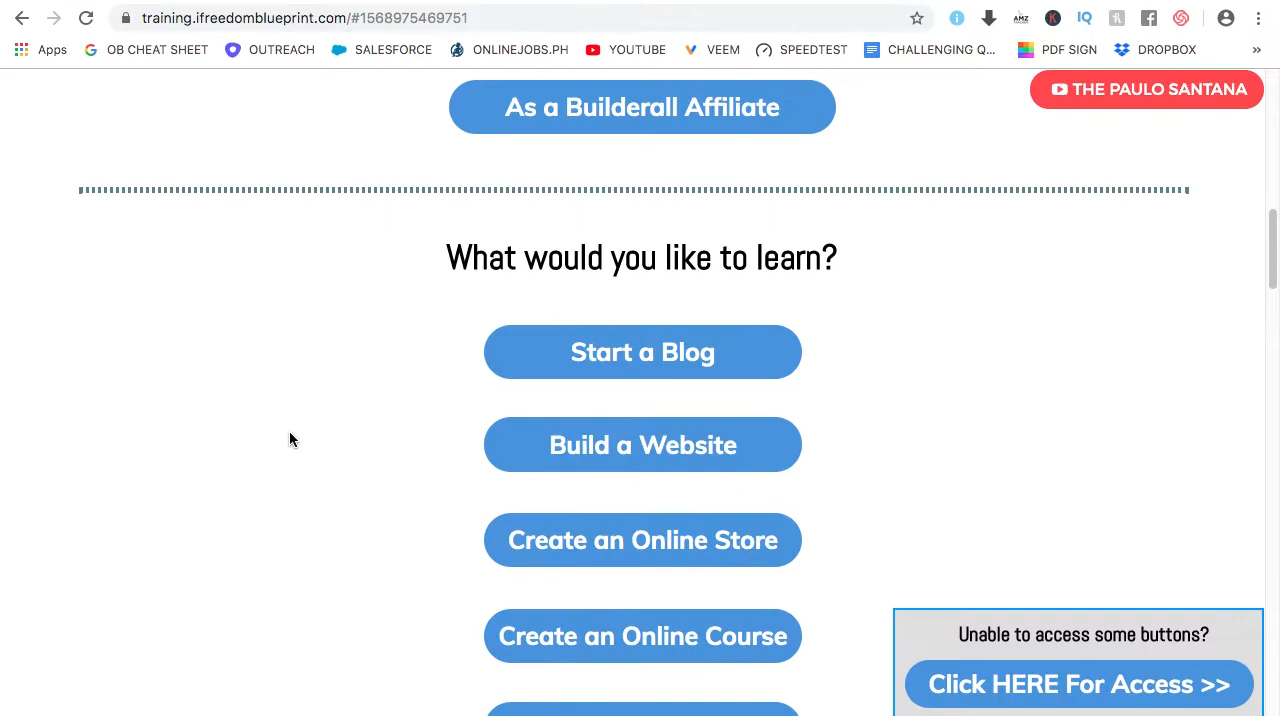 training.ifreedomblueprint.com/#1568975469751
AMZ
K
IQ
Apps
OB CHEAT SHEET
OUTREACH
SALESFORCE
ONLINEJOBS.PH
YOUTUBE
VEEM
SPEEDTEST
CHALLENGING Q...
PDF SIGN
DROPBOX
»
As a Builderall Affiliate
THE PAULO SANTANA
What would you like to learn?
Start a Blog
Build a Website
Create an Online Store
Create an Online Course
Unable to access some buttons?
Click HERE For Access >>